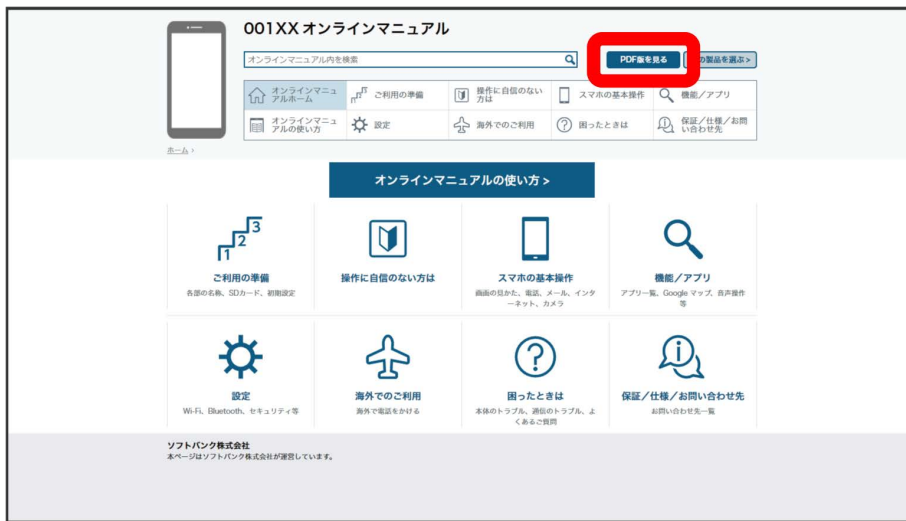 001XX オンラインマニュアル
オンラインマニュアル内を検索
PDF版を見る
の製品を選ぶ >
オンラインマニュ
アルホーム
ご利用の準備
操作に自信のない
方は
スマホの基本操作
機能／アプリ
オンラインマニュ
アルの使い方
設定
海外でのご利用
困ったときは
保証／仕様／お問
い合わせ先
ホーム ›
オンラインマニュアルの使い方 >
1 2 3
ご利用の準備
各部の名称、SDカード、初期設定
操作に自信のない方は
スマホの基本操作
画面の見かた、電話、メール、インタ
ーネット、カメラ
機能／アプリ
アプリ一覧、Google マップ、音声操作
等
設定
Wi-Fi、Bluetooth、セキュリティ等
海外でのご利用
海外で電話をかける
困ったときは
本体のトラブル、通信のトラブル、よ
くあるご質問
保証／仕様／お問い合わせ先
お問い合わせ先一覧
ソフトバンク株式会社
本ページはソフトバンク株式会社が運営しています。